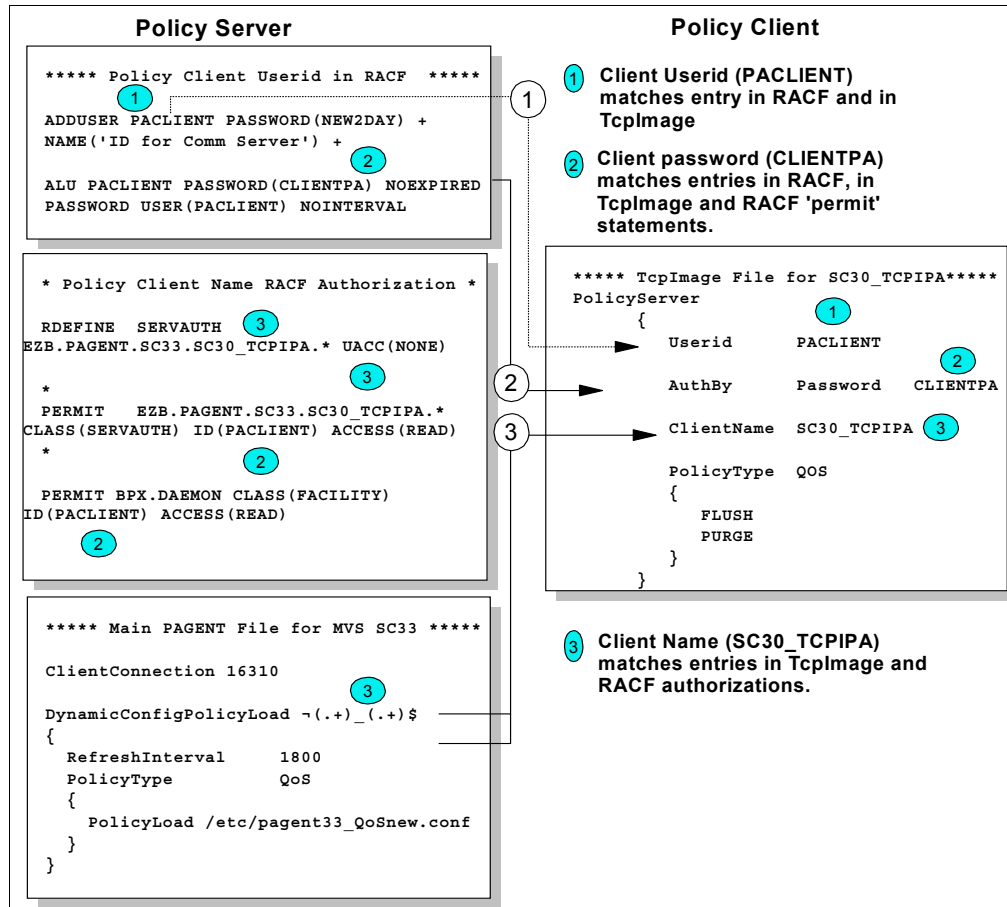 Policy Server
***** Policy Client Userid in RACF *****
1
ADDUSER PACLIENT PASSWORD(NEW2DAY) +
NAME('ID for Comm Server') +
2
ALU PACLIENT PASSWORD(CLIENTPA) NOEXPIRED
PASSWORD USER(PACLIENT) NOINTERVAL
* Policy Client Name RACF Authorization *
RDEFINE SERVAUTH 3
EZB.PAGENT.SC33.SC30_TCPIPA.* UACC(NONE)
* 3
PERMIT EZB.PAGENT.SC33.SC30_TCPIPA.*
CLASS(SERVAUTH) ID(PACLIENT) ACCESS(READ)
*
2
PERMIT BPX.DAEMON CLASS(FACILITY)
ID(PACLIENT) ACCESS(READ)
2
***** Main PAGENT File for MVS SC33 *****
ClientConnection 16310
3
DynamicConfigPolicyLoad ¬(.+)_(.+)$
{
RefreshInterval 1800
PolicyType QoS
{
PolicyLoad /etc/pagent33_QoSnew.conf
}
}
1
2
3
Policy Client
1 Client Userid (PACLIENT)
matches entry in RACF and in
TcpImage
2 Client password (CLIENTPA)
matches entries in RACF, in
TcpImage and RACF 'permit'
statements.
***** TcpImage File for SC30_TCPIPA*****
PolicyServer
{
1
Userid PACLIENT
2
AuthBy Password CLIENTPA
ClientName SC30_TCPIPA 3
PolicyType QOS
{
FLUSH
PURGE
}
}
3 Client Name (SC30_TCPIPA)
matches entries in TcpImage and
RACF authorizations.